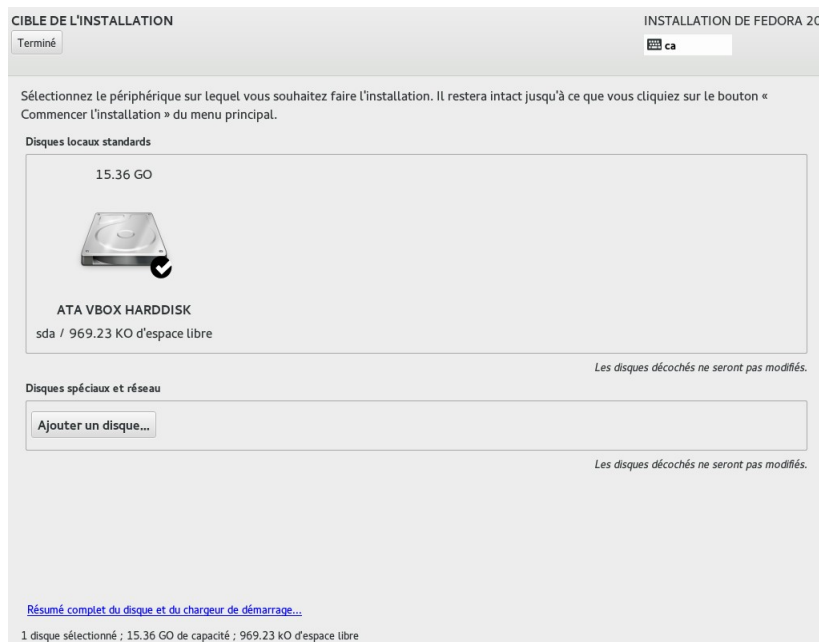 CIBLE DE L'INSTALLATION
INSTALLATION DE FEDORA 20
Terminé
ca
Sélectionnez le périphérique sur lequel vous souhaitez faire l'installation. Il restera intact jusqu'à ce que vous cliquiez sur le bouton «
Commencer l'installation » du menu principal.
Disques locaux standards
15.36 GO
ATA VBOX HARDDISK
sda / 969.23 KO d'espace libre
Les disques décochés ne seront pas modifiés.
Disques spéciaux et réseau
Ajouter un disque...
Les disques décochés ne seront pas modifiés.
Résumé complet du disque et du chargeur de démarrage...
1 disque sélectionné ; 15.36 GO de capacité ; 969.23 kO d'espace libre